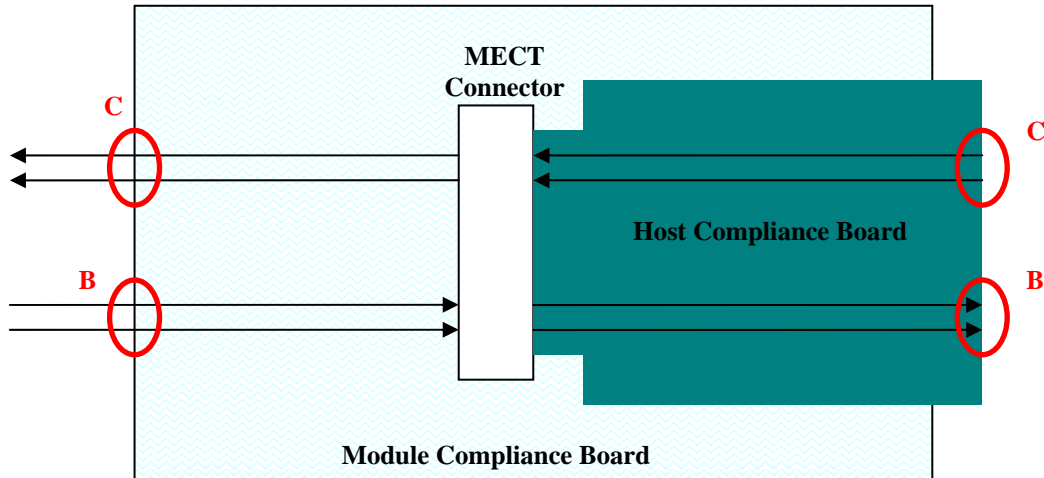 MECT
Connector
C
C
Host Compliance Board
B
B
Module Compliance Board